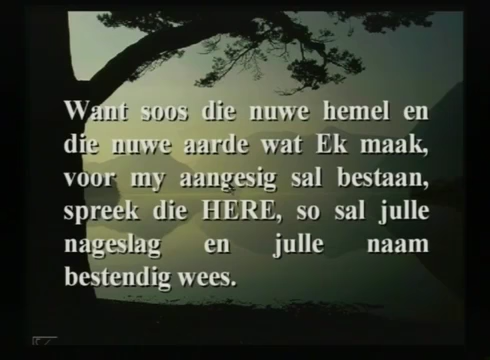 Want soos die nuwe hemel en
die nuwe aarde wat Ek maak,
voor my aangesig sal bestaan,
spreek die HERE, so sal julle
nageslag en julle naam
bestendig wees.